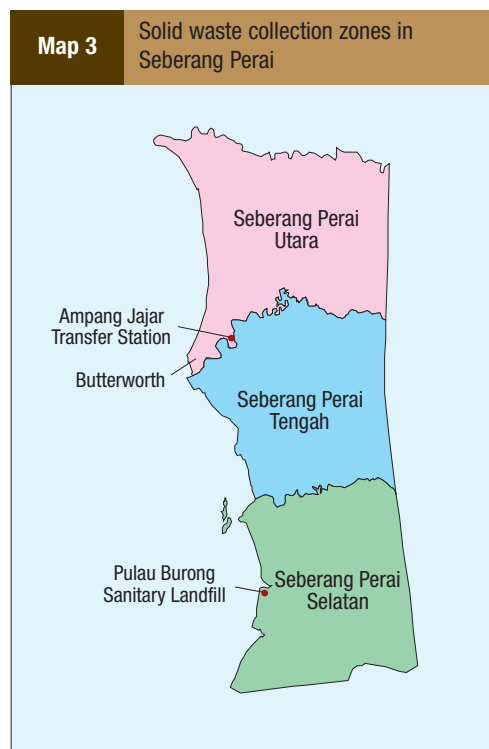 Map 3
Solid waste collection zones in
Seberang Perai
Seberang Perai
Utara
Ampang Jajar
Transfer Station
Butterworth
Seberang Perai
Tengah
Pulau Burong
Sanitary Landfill
Seberang Perai
Selatan